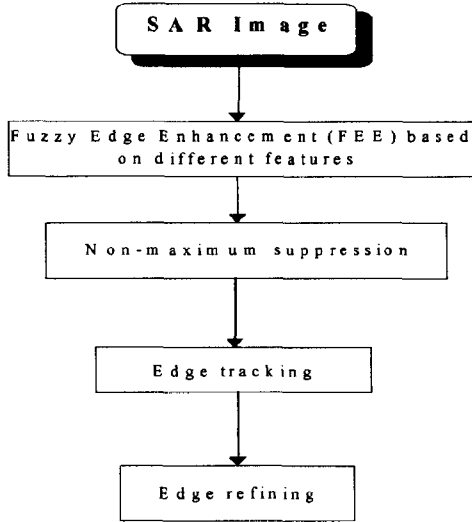 SAR Image
Fuzzy Edge Enhancement (FEE) based
on different features
Non-maximum suppression
Edge tracking
Edge refining